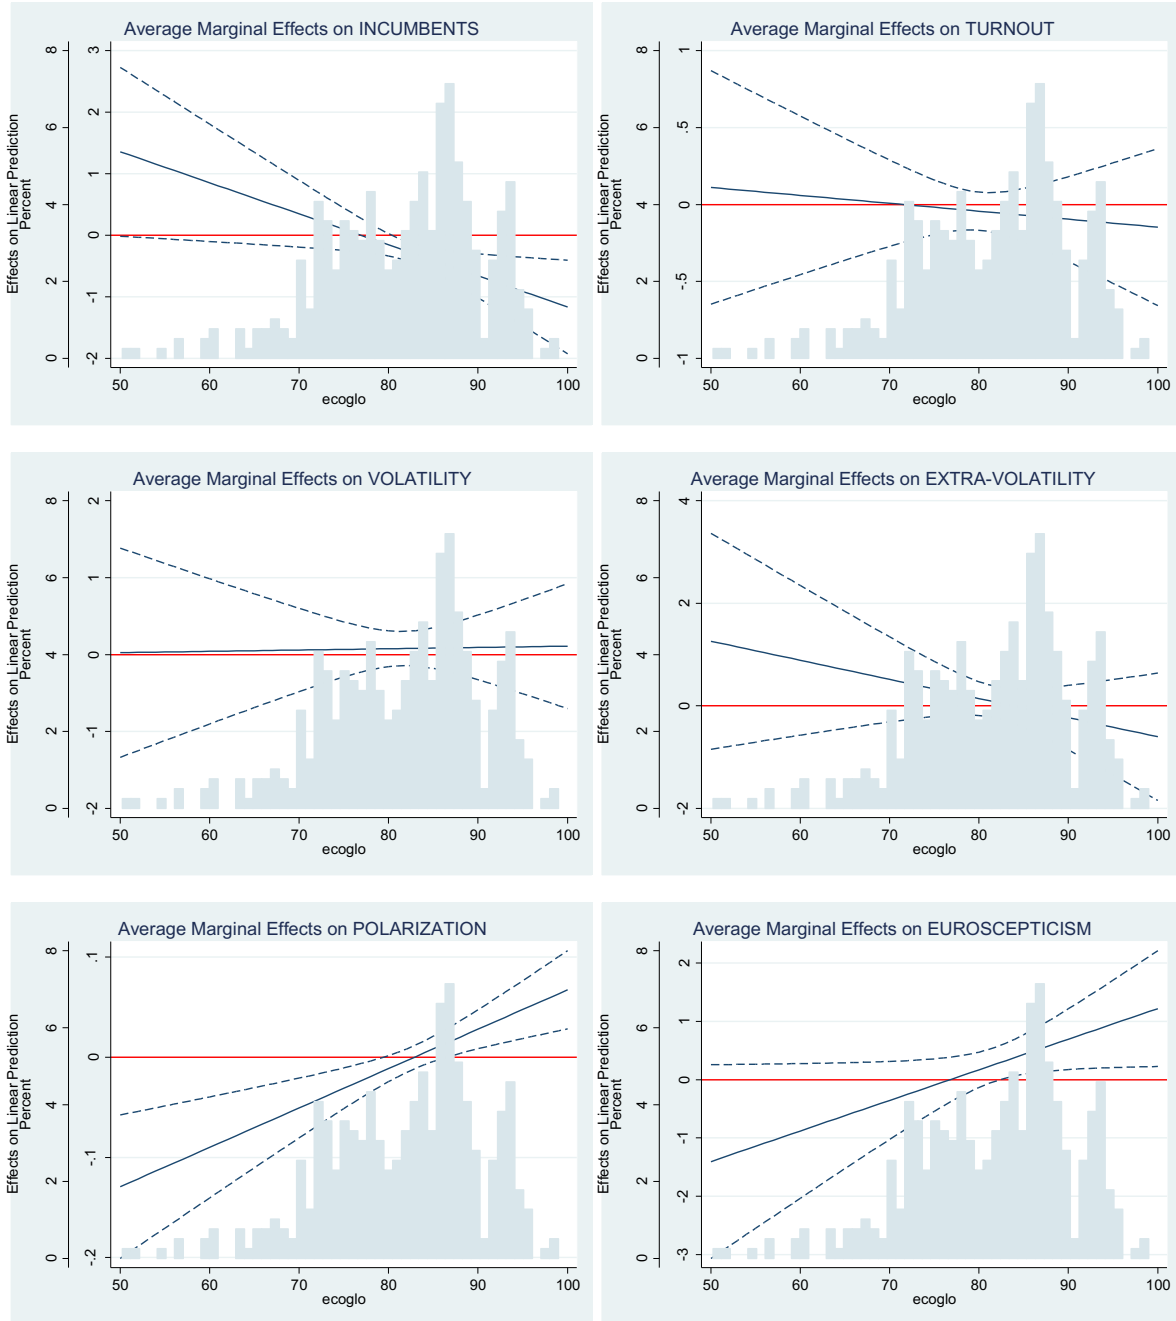 Average Marginal Effects on INCUMBENTS
Effects on Linear Prediction
Percent
8
6
4
2
0
3
2
1
0
-1
-2
50 60 70 80 90 100
ecoglo
Average Marginal Effects on TURNOUT
Effects on Linear Prediction
Percent
8
6
4
2
0
1
.5
0
-.5
-1
50 60 70 80 90 100
ecoglo
Average Marginal Effects on VOLATILITY
Effects on Linear Prediction
Percent
8
6
4
2
0
2
1
0
-1
-2
50 60 70 80 90 100
ecoglo
Average Marginal Effects on EXTRA-VOLATILITY
Effects on Linear Prediction
Percent
8
6
4
2
0
4
2
0
-2
50 60 70 80 90 100
ecoglo
Average Marginal Effects on POLARIZATION
Effects on Linear Prediction
Percent
8
6
4
2
0
.1
0
-.1
-.2
50 60 70 80 90 100
ecoglo
Average Marginal Effects on EUROSCEPTICISM
Effects on Linear Prediction
Percent
8
6
4
2
0
2
1
0
-1
-2
-3
50 60 70 80 90 100
ecoglo